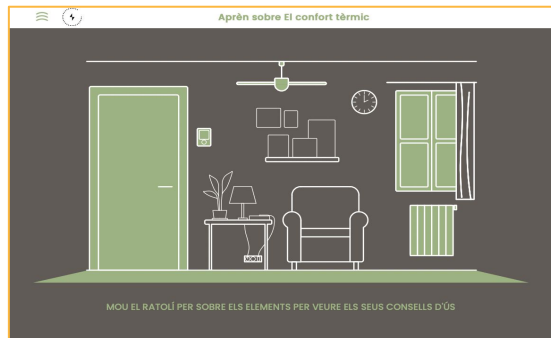 Aprèn sobre El confort tèrmic
MOU EL RATOLÍ PER SOBRE ELS ELEMENTS PER VEURE ELS SEUS CONSELLS D'ÚS